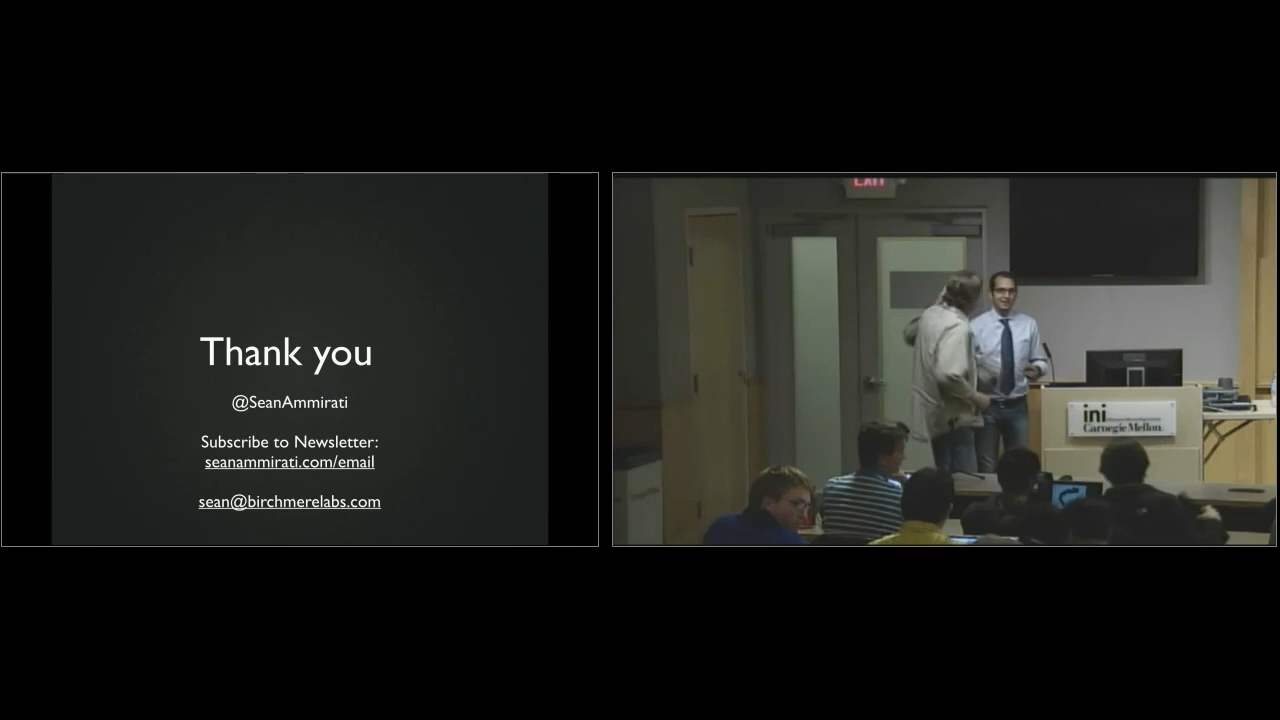 Thank you
@SeanAmmirati
Subscribe to Newsletter:
seanammirati.com/email
sean@birchmerelabs.com
EXIT
ini
Carnegie Mellon